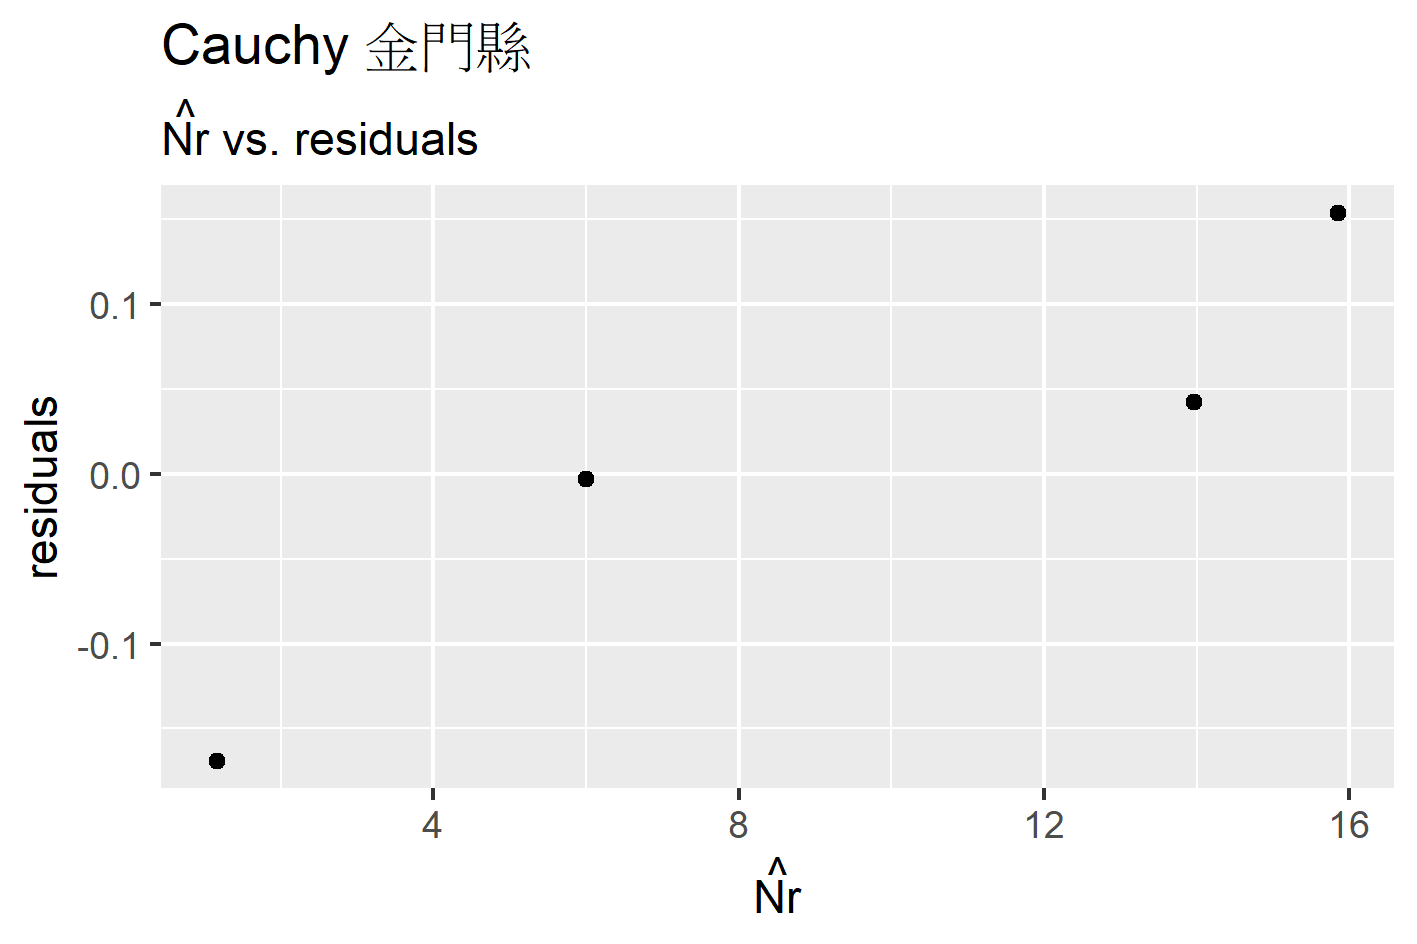 Cauchy 金門縣
N̂r vs. residuals
residuals
0.1
0.0
-0.1
4 8 12 16
N̂r